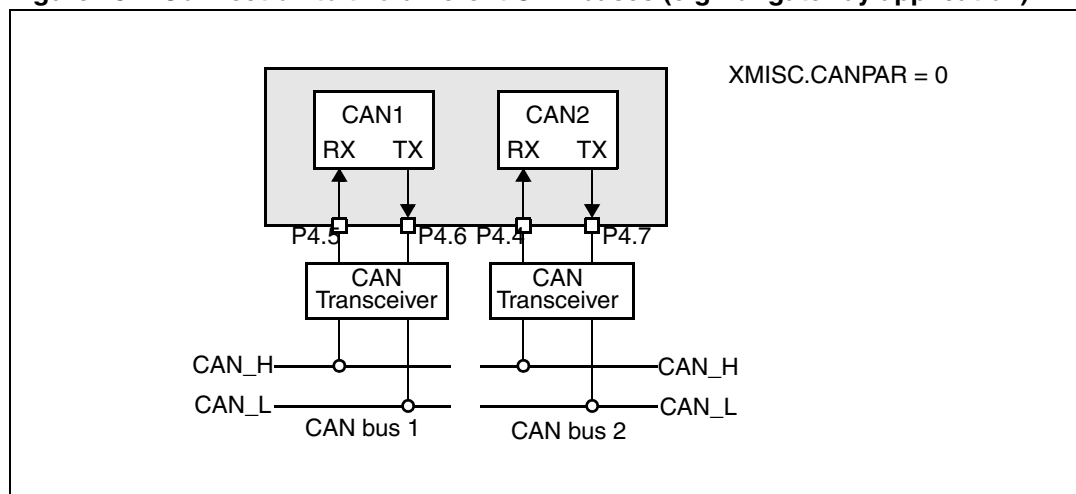 XMISC.CANPAR = 0
CAN1
CAN2
RX TX
RX TX
P4.5
P4.6
P4.4
P4.7
CAN
Transceiver
CAN
Transceiver
CAN_H
CAN_H
CAN_L
CAN_L
CAN bus 1
CAN bus 2